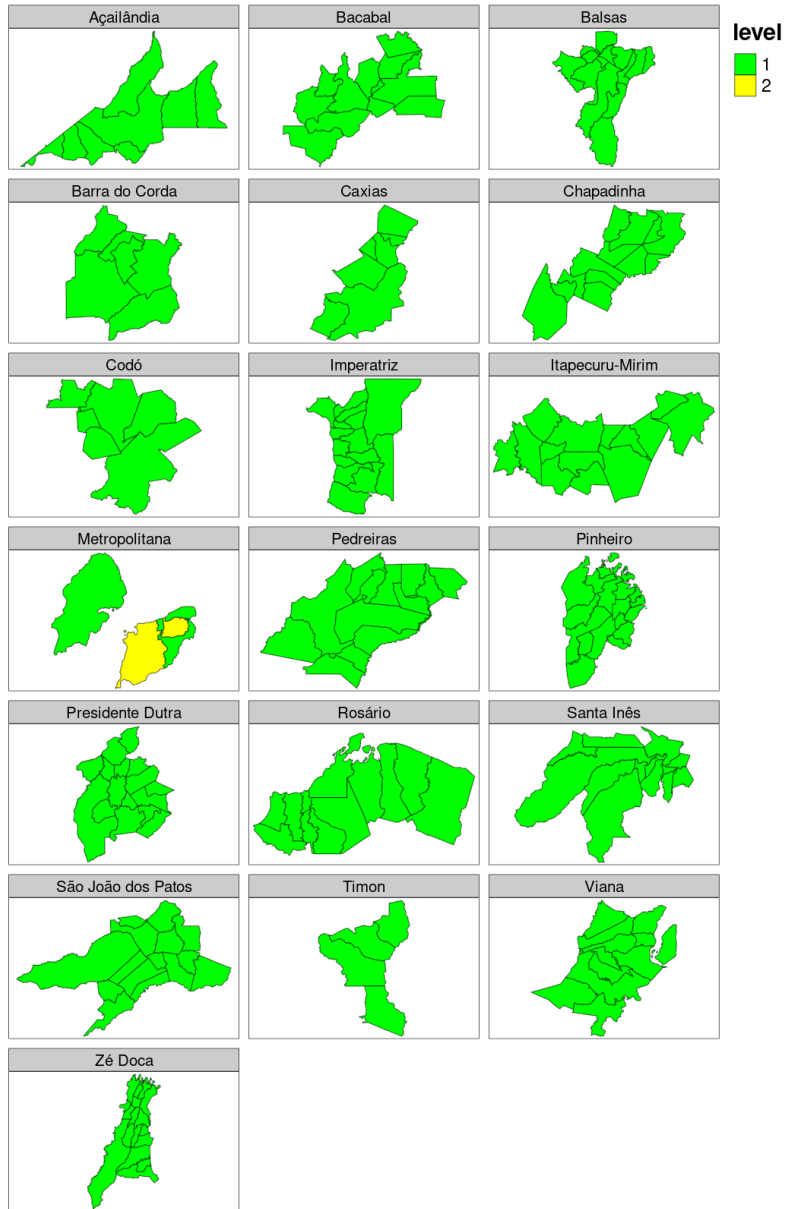 Açailândia
Bacabal
Balsas
level
1
2
Barra do Corda
Caxias
Chapadinha
Codó
Imperatriz
Itapecuru-Mirim
Metropolitana
Pedreiras
Pinheiro
Presidente Dutra
Rosário
Santa Inês
São João dos Patos
Timon
Viana
Zé Doca